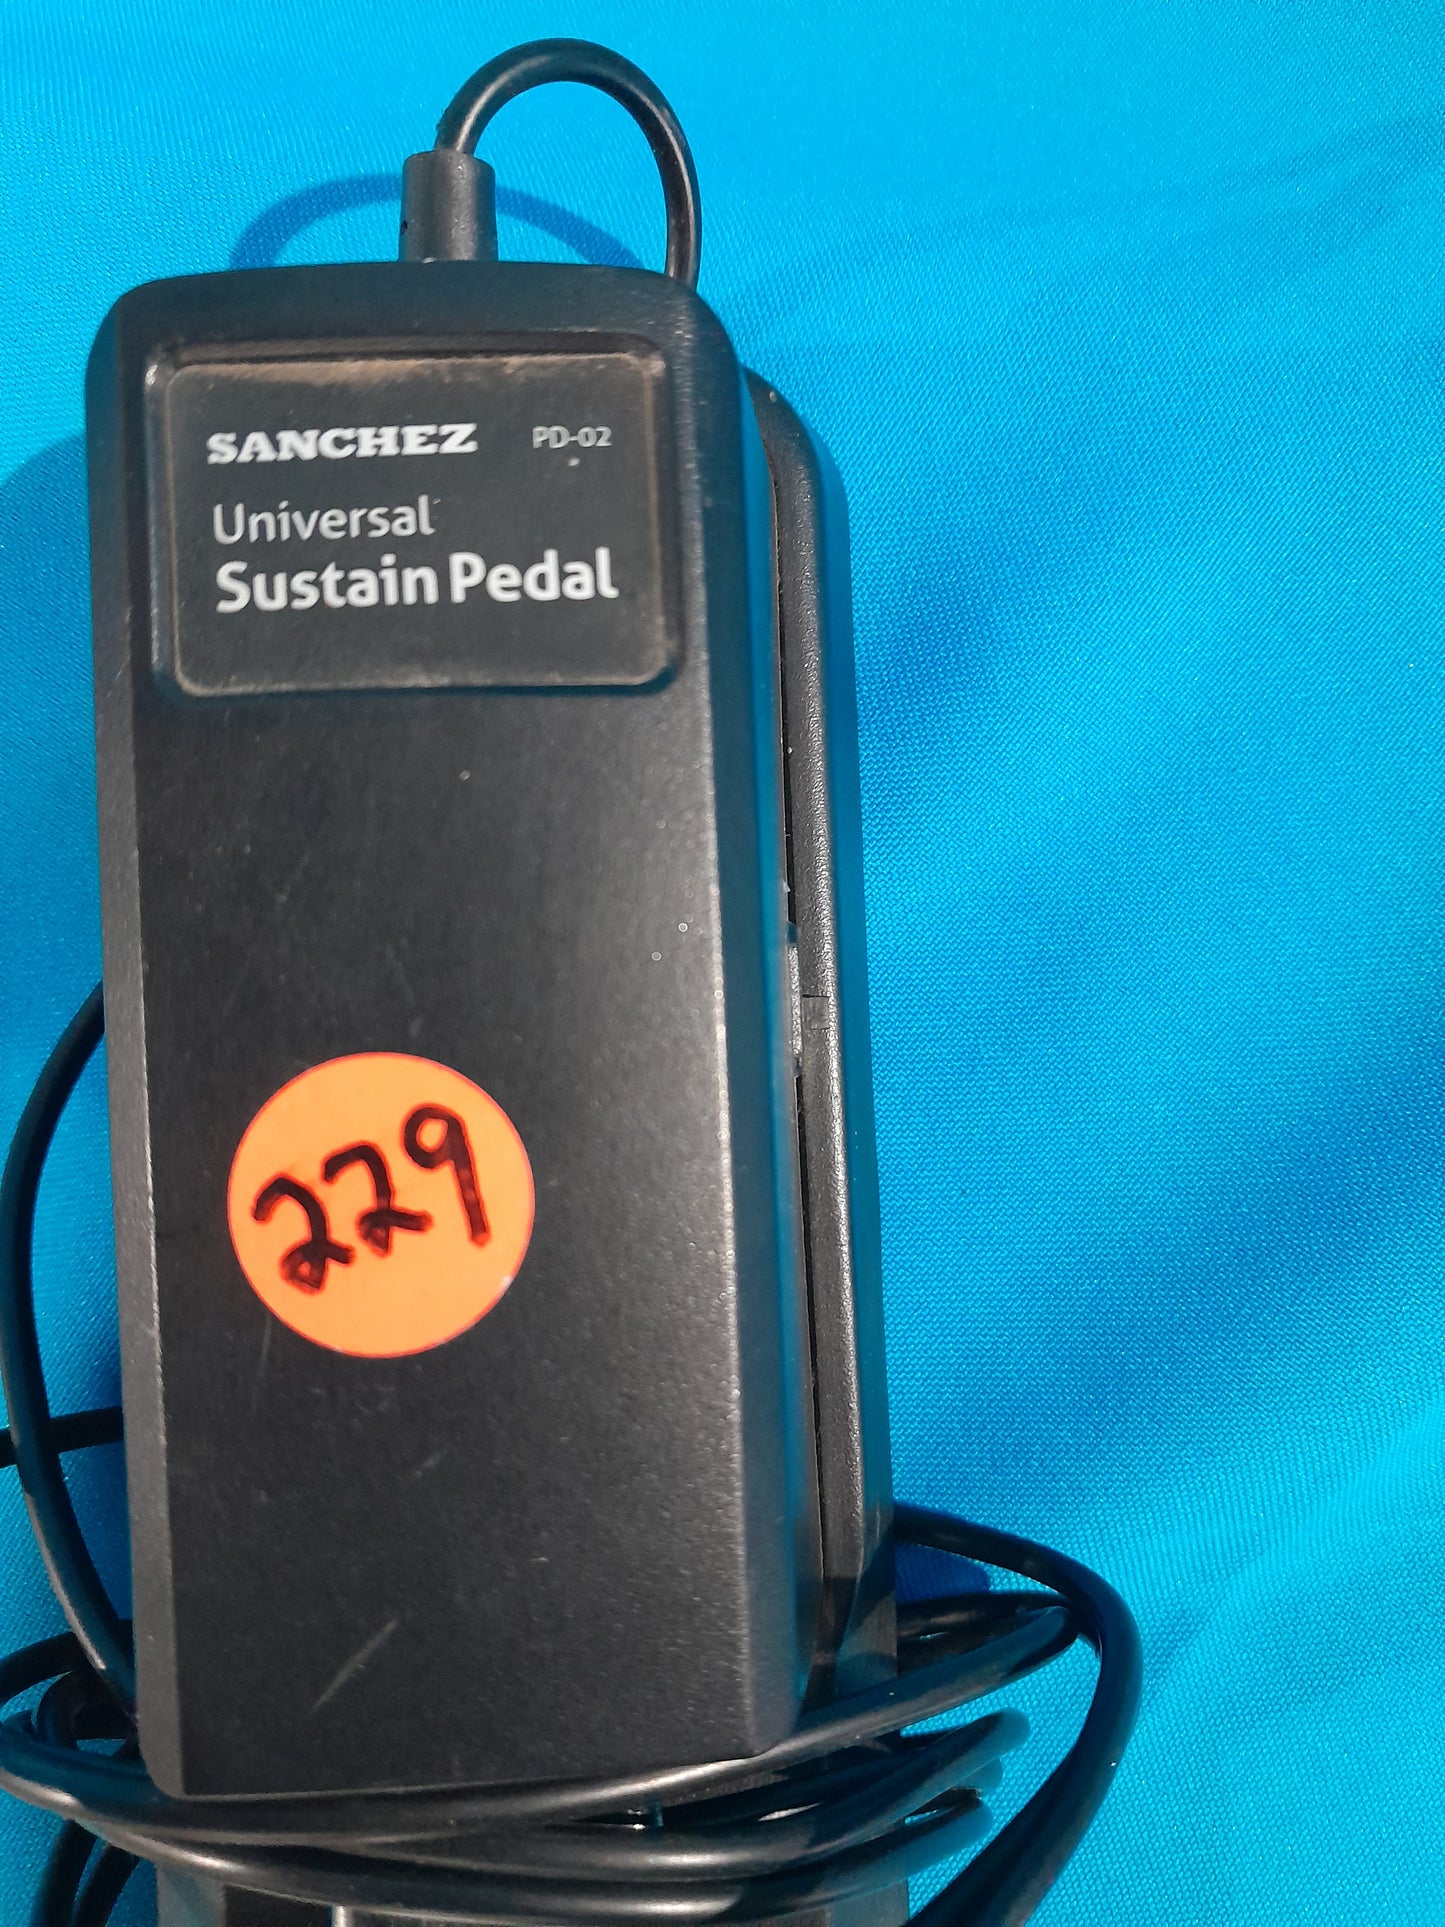 SANCHEZ PD-02
Universal
Sustain Pedal
229